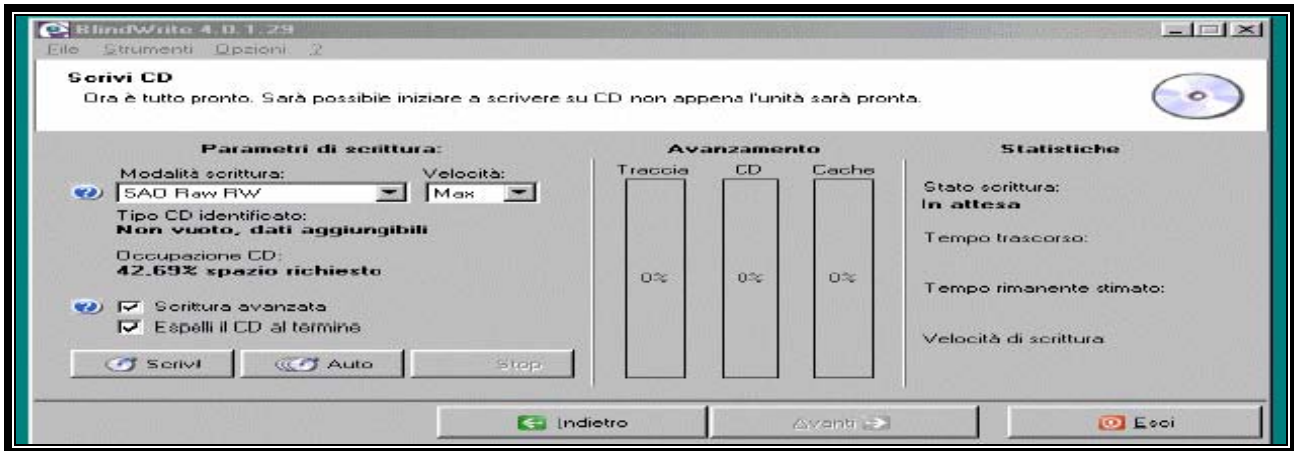 BlindWrite 4.0.1.29
File Strumenti Opzioni ?
Scrivi CD
Ora è tutto pronto. Sarà possibile iniziare a scrivere su CD non appena l'unità sarà pronta.
Parametri di scrittura:
Modalità scrittura: Velocità:
SAO Raw RW Max
Tipo CD identificato:
Non vuoto, dati aggiungibili
Occupazione CD:
42.69% spazio richiesto
Scrittura avanzata
Espelli il CD al termine
Scrivi Auto Stop
Avanzamento
Traccia CD Cache
0% 0% 0%
Statistiche
Stato scrittura:
In attesa
Tempo trascorso:
Tempo rimanente stimato:
Velocità di scrittura
Indietro Avanti Esci